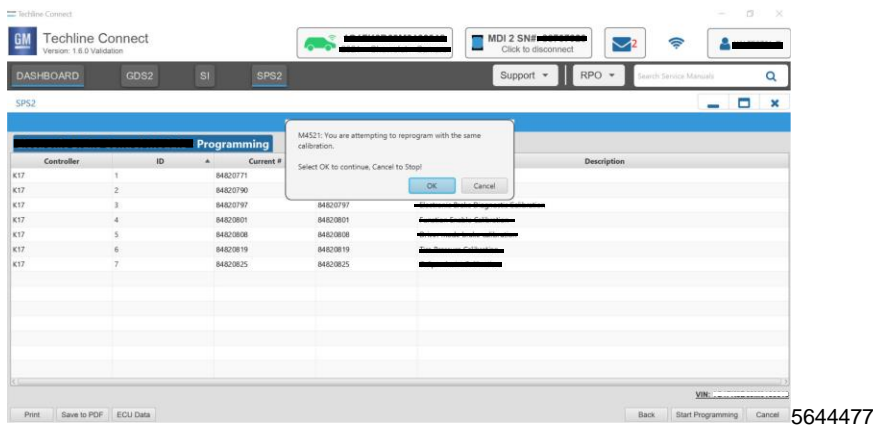 Techline Connect
GM
Techline Connect
Version: 1.6.0 Validation
MDI 2 SN#
Click to disconnect
2
DASHBOARD GDS2 SI SPS2 Support RPO Search Service Manuals
SPS2
Programming
M4521: You are attempting to reprogram with the same
calibration.
Select OK to continue, Cancel to Stop!
OK Cancel
Controller ID Current # Description
K17 1 84820771
K17 2 84820790
K17 3 84820797 84820797
K17 4 84820801 84820801
K17 5 84820808 84820808
K17 6 84820819 84820819
K17 7 84820825 84820825
VIN:
Print Save to PDF ECU Data Back Start Programming Cancel
5644477